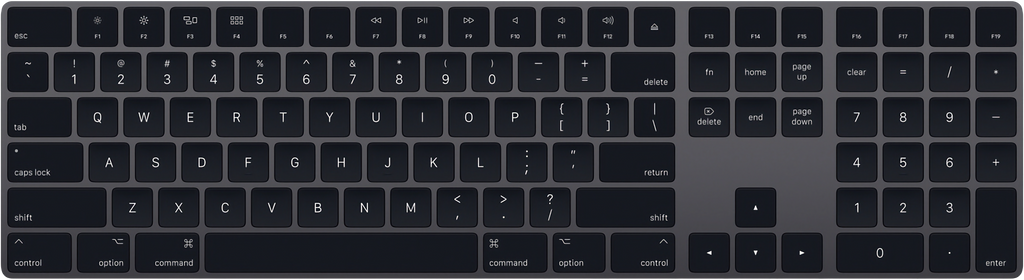 esc F1 F2 F3 F4 F5 F6 F7 F8 F9 F10 F11 F12 F13 F14 F15 F16 F17 F18 F19
~ ! @ # $ % ^ & * ( ) — +
` 1 2 3 4 5 6 7 8 9 0 - = delete fn home page up clear = / *
tab Q W E R T Y U I O P { [ } ] | \ delete end page down 7 8 9 −
caps lock A S D F G H J K L : ; " ' return 4 5 6 +
shift Z X C V B N M < , > . ? / shift 1 2 3
control option command command option control 0 . enter